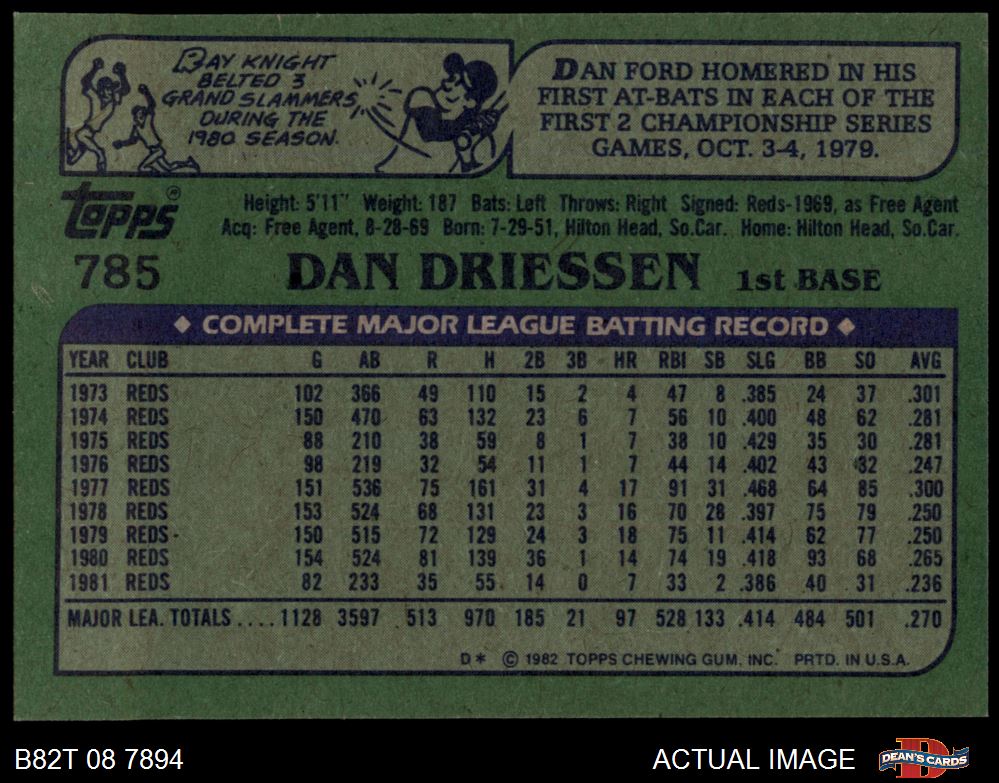 RAY KNIGHT
BELTED 3
GRAND SLAMMERS
DURING THE
1980 SEASON.
DAN FORD HOMERED IN HIS
FIRST AT-BATS IN EACH OF THE
FIRST 2 CHAMPIONSHIP SERIES
GAMES, OCT. 3-4, 1979.
topps®
Height: 5'11" Weight: 187 Bats: Left Throws: Right Signed: Reds-1969, as Free Agent
Acq: Free Agent, 8-28-69 Born: 7-29-51, Hilton Head, So.Car. Home: Hilton Head, So.Car.
785 DAN DRIESSEN 1st BASE
◆ COMPLETE MAJOR LEAGUE BATTING RECORD ◆
YEAR CLUB G AB R H 2B 3B HR RBI SB SLG BB SO AVG
1973 REDS 102 366 49 110 15 2 4 47 8 .385 24 37 .301
1974 REDS 150 470 63 132 23 6 7 56 10 .400 48 62 .281
1975 REDS 88 210 38 59 8 1 7 38 10 .429 35 30 .281
1976 REDS 98 219 32 54 11 1 7 44 14 .402 43 32 .247
1977 REDS 151 536 75 161 31 4 17 91 31 .468 64 85 .300
1978 REDS 153 524 68 131 23 3 16 70 28 .397 75 79 .250
1979 REDS 150 515 72 129 24 3 18 75 11 .414 62 77 .250
1980 REDS 154 524 81 139 36 1 14 74 19 .418 93 68 .265
1981 REDS 82 233 35 55 14 0 7 33 2 .386 40 31 .236
MAJOR LEA. TOTALS ....1128 3597 513 970 185 21 97 528 133 .414 484 501 .270
D* © 1982 TOPPS CHEWING GUM, INC. PRTD. IN U.S.A.
B82T 08 7894 ACTUAL IMAGE DEAN'S CARDS